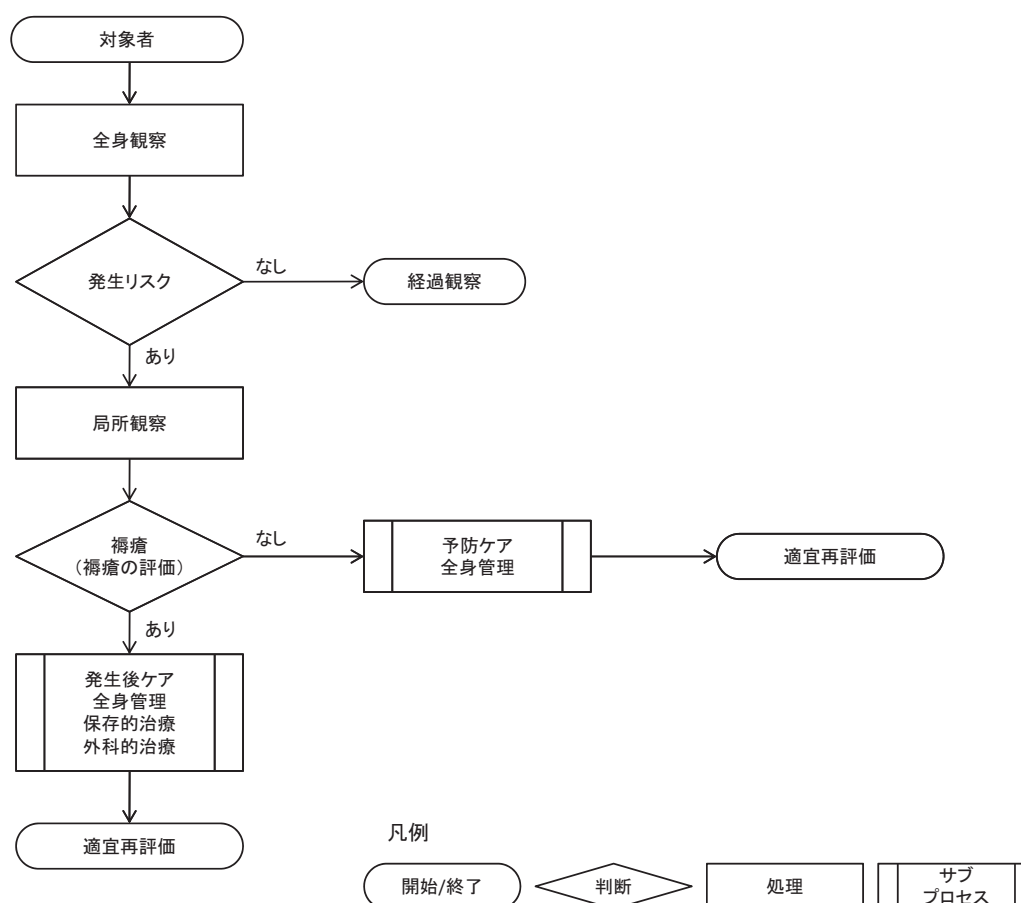 対象者
全身観察
発生リスク
なし
経過観察
あり
局所観察
褥瘡
（褥瘡の評価）
なし
予防ケア
全身管理
適宜再評価
あり
発生後ケア
全身管理
保存的治療
外科的治療
適宜再評価
凡例
開始/終了
判断
処理
サブ
プロセス